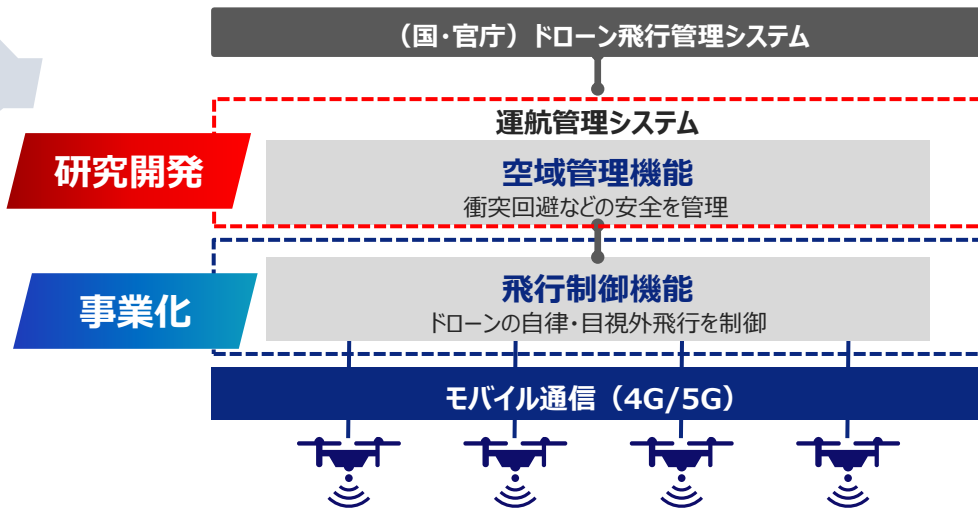 （国・官庁）ドローン飛行管理システム
運航管理システム
研究開発
空域管理機能
衝突回避などの安全を管理
事業化
飛行制御機能
ドローンの自律・目視外飛行を制御
モバイル通信（4G/5G）